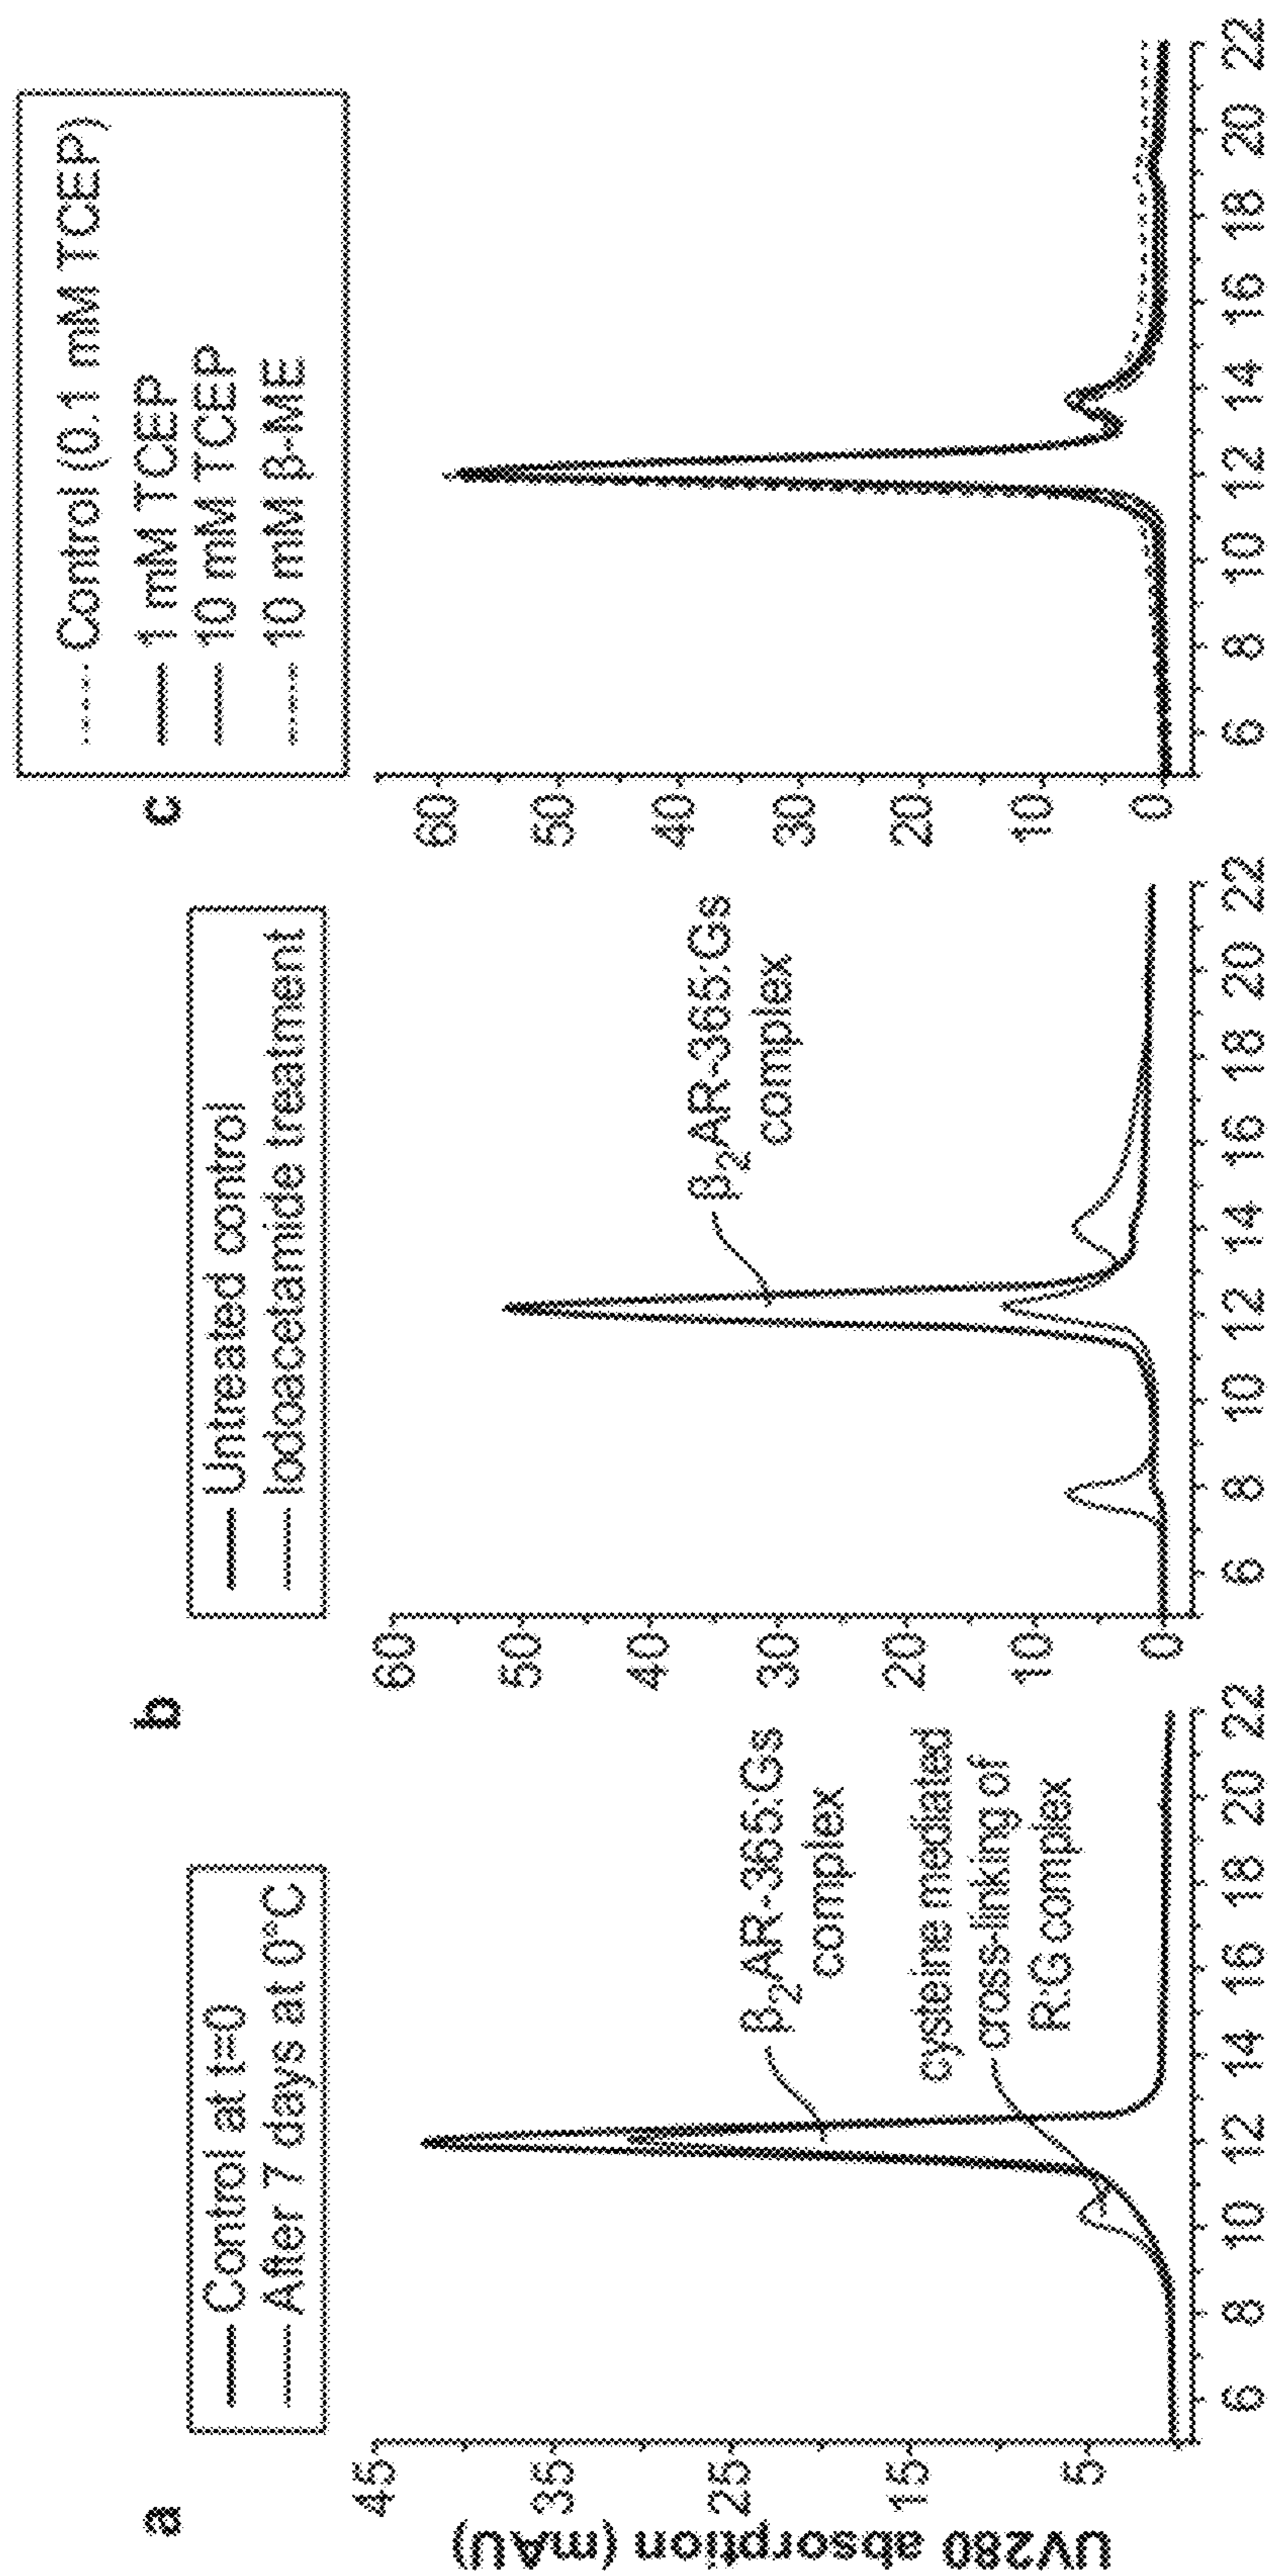 a
Control at t=0
After 7 days at 0°C
UV280 absorption (mAU)
45
35
25
15
5
β2AR-365:Gs
complex
cysteine mediated
cross-linking of
R:G complex
6 8 10 12 14 16 18 20 22
b
Untreated control
Iodoacetamide treatment
60
50
40
30
20
10
0
β2AR-365:Gs
complex
6 8 10 12 14 16 18 20 22
c
Control (0.1 mM TCEP)
1 mM TCEP
10 mM TCEP
10 mM β-ME
60
50
40
30
20
10
0
6 8 10 12 14 16 18 20 22